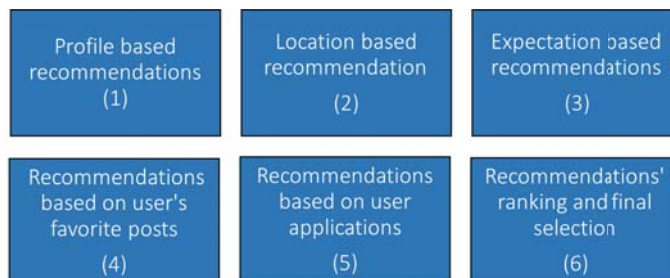 Profile based
recommendations
(1)
Location based
recommendation
(2)
Expectation based
recommendations
(3)
Recommendations
based on user's
favorite posts
(4)
Recommendations
based on user
applications
(5)
Recommendations'
ranking and final
selection
(6)